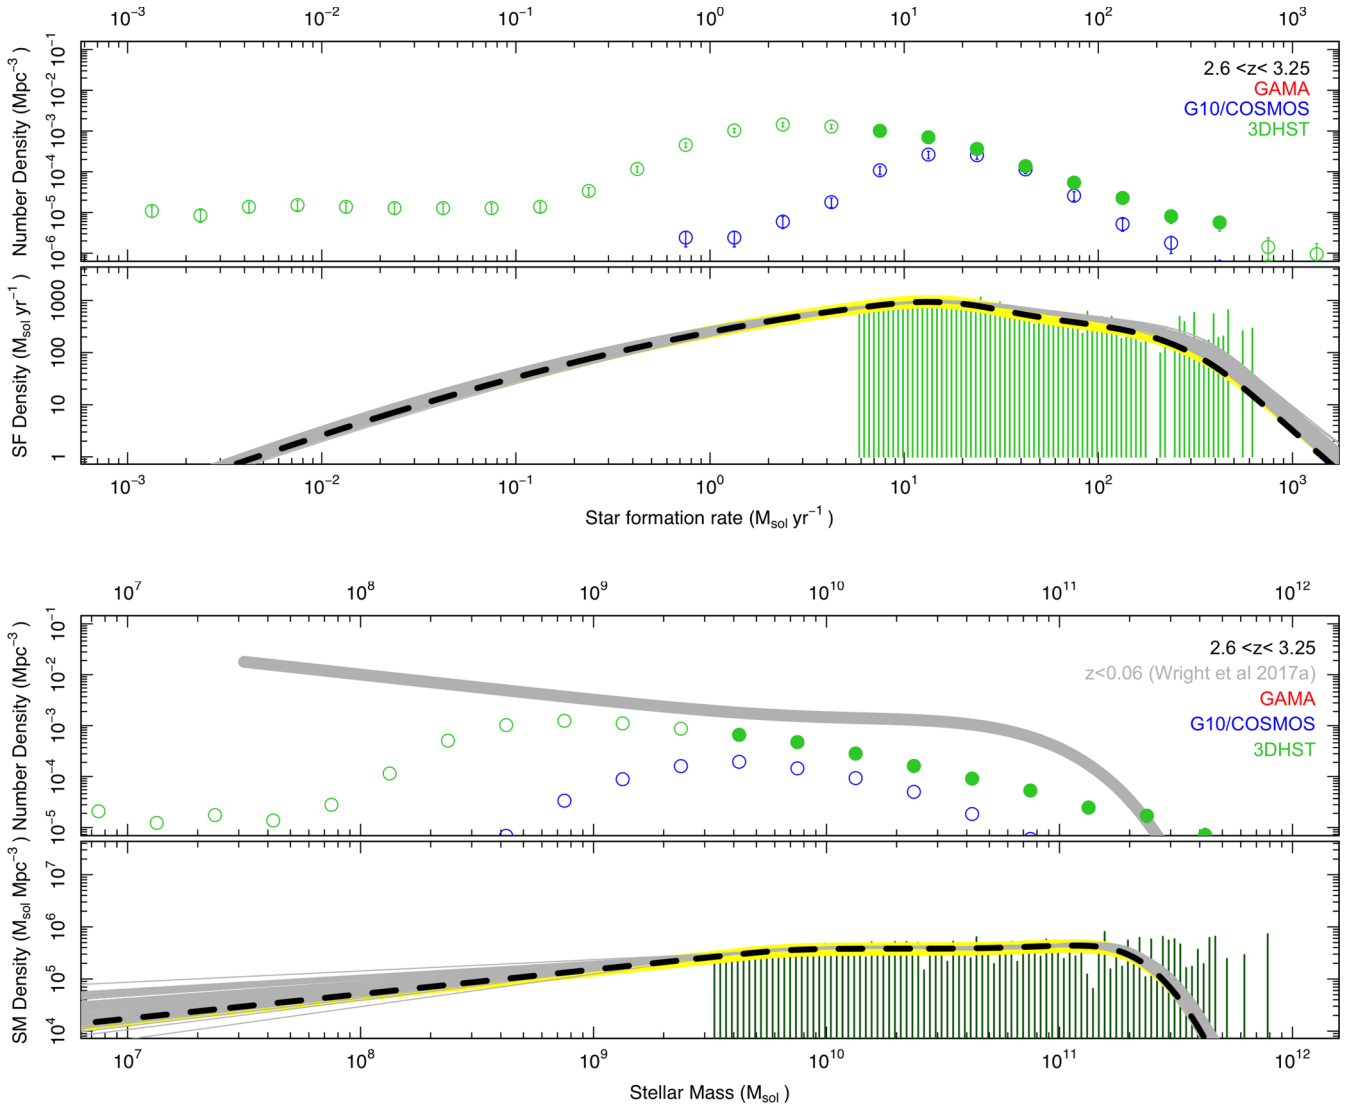 10⁻³ 10⁻² 10⁻¹ 10⁰ 10¹ 10² 10³
Number Density (Mpc⁻³ )
10⁻¹
10⁻²
10⁻³
10⁻⁴
10⁻⁵
10⁻⁶
2.6 <z< 3.25
GAMA
G10/COSMOS
3DHST
SF Density (Mₛₒₗ yr⁻¹ )
1000
100
10
1
10⁻³ 10⁻² 10⁻¹ 10⁰ 10¹ 10² 10³
Star formation rate (Mₛₒₗ yr⁻¹ )
10⁷ 10⁸ 10⁹ 10¹⁰ 10¹¹ 10¹²
Number Density (Mpc⁻³ )
10⁻¹
10⁻²
10⁻³
10⁻⁴
10⁻⁵
2.6 <z< 3.25
z<0.06 (Wright et al 2017a)
GAMA
G10/COSMOS
3DHST
SM Density (Mₛₒₗ Mpc⁻³ )
10⁷
10⁶
10⁵
10⁴
10⁷ 10⁸ 10⁹ 10¹⁰ 10¹¹ 10¹²
Stellar Mass (Mₛₒₗ )